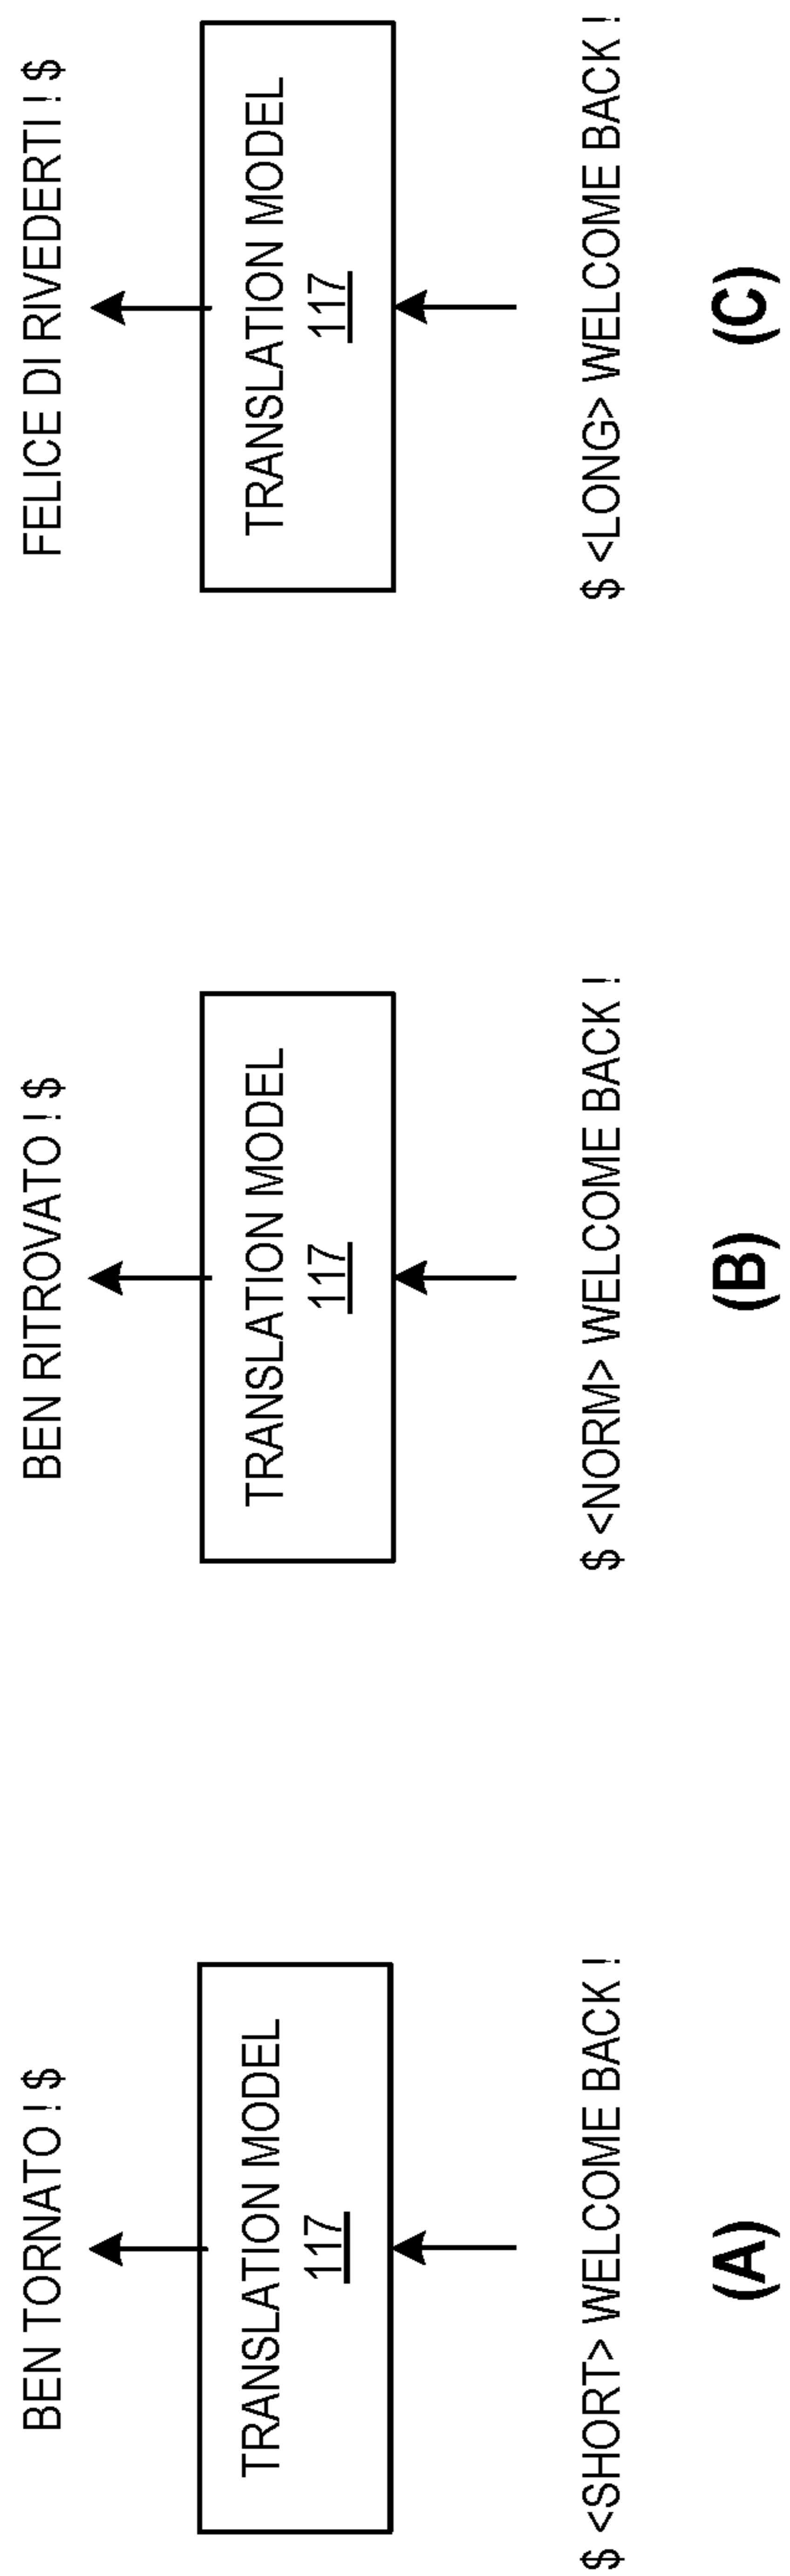 BEN TORNATO ! $
TRANSLATION MODEL
117
$ <SHORT> WELCOME BACK !
(A)
BEN RITROVATO ! $
TRANSLATION MODEL
117
$ <NORM> WELCOME BACK !
(B)
FELICE DI RIVEDERTI ! $
TRANSLATION MODEL
117
$ <LONG> WELCOME BACK !
(C)